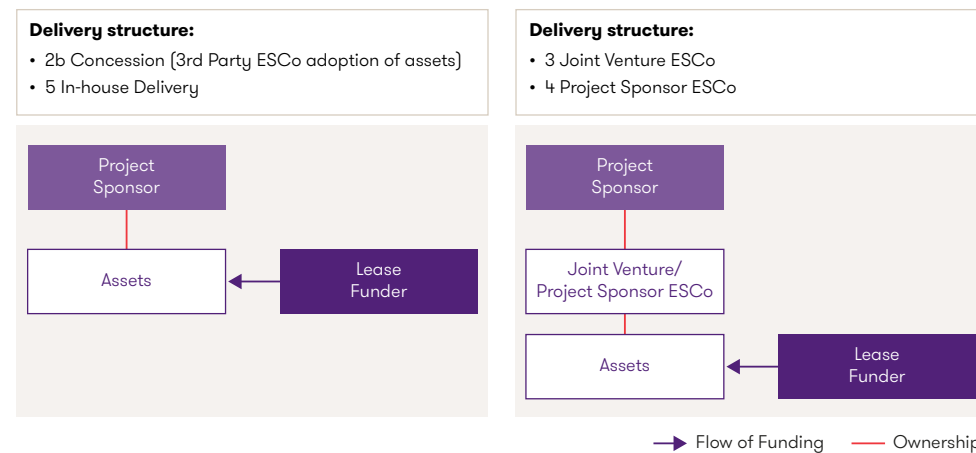 Delivery structure:
• 2b Concession (3rd Party ESCo adoption of assets)
• 5 In-house Delivery
Project
Sponsor
Assets
Lease
Funder
Delivery structure:
• 3 Joint Venture ESCo
• 4 Project Sponsor ESCo
Project
Sponsor
Joint Venture/
Project Sponsor ESCo
Assets
Lease
Funder
Flow of Funding
Ownership